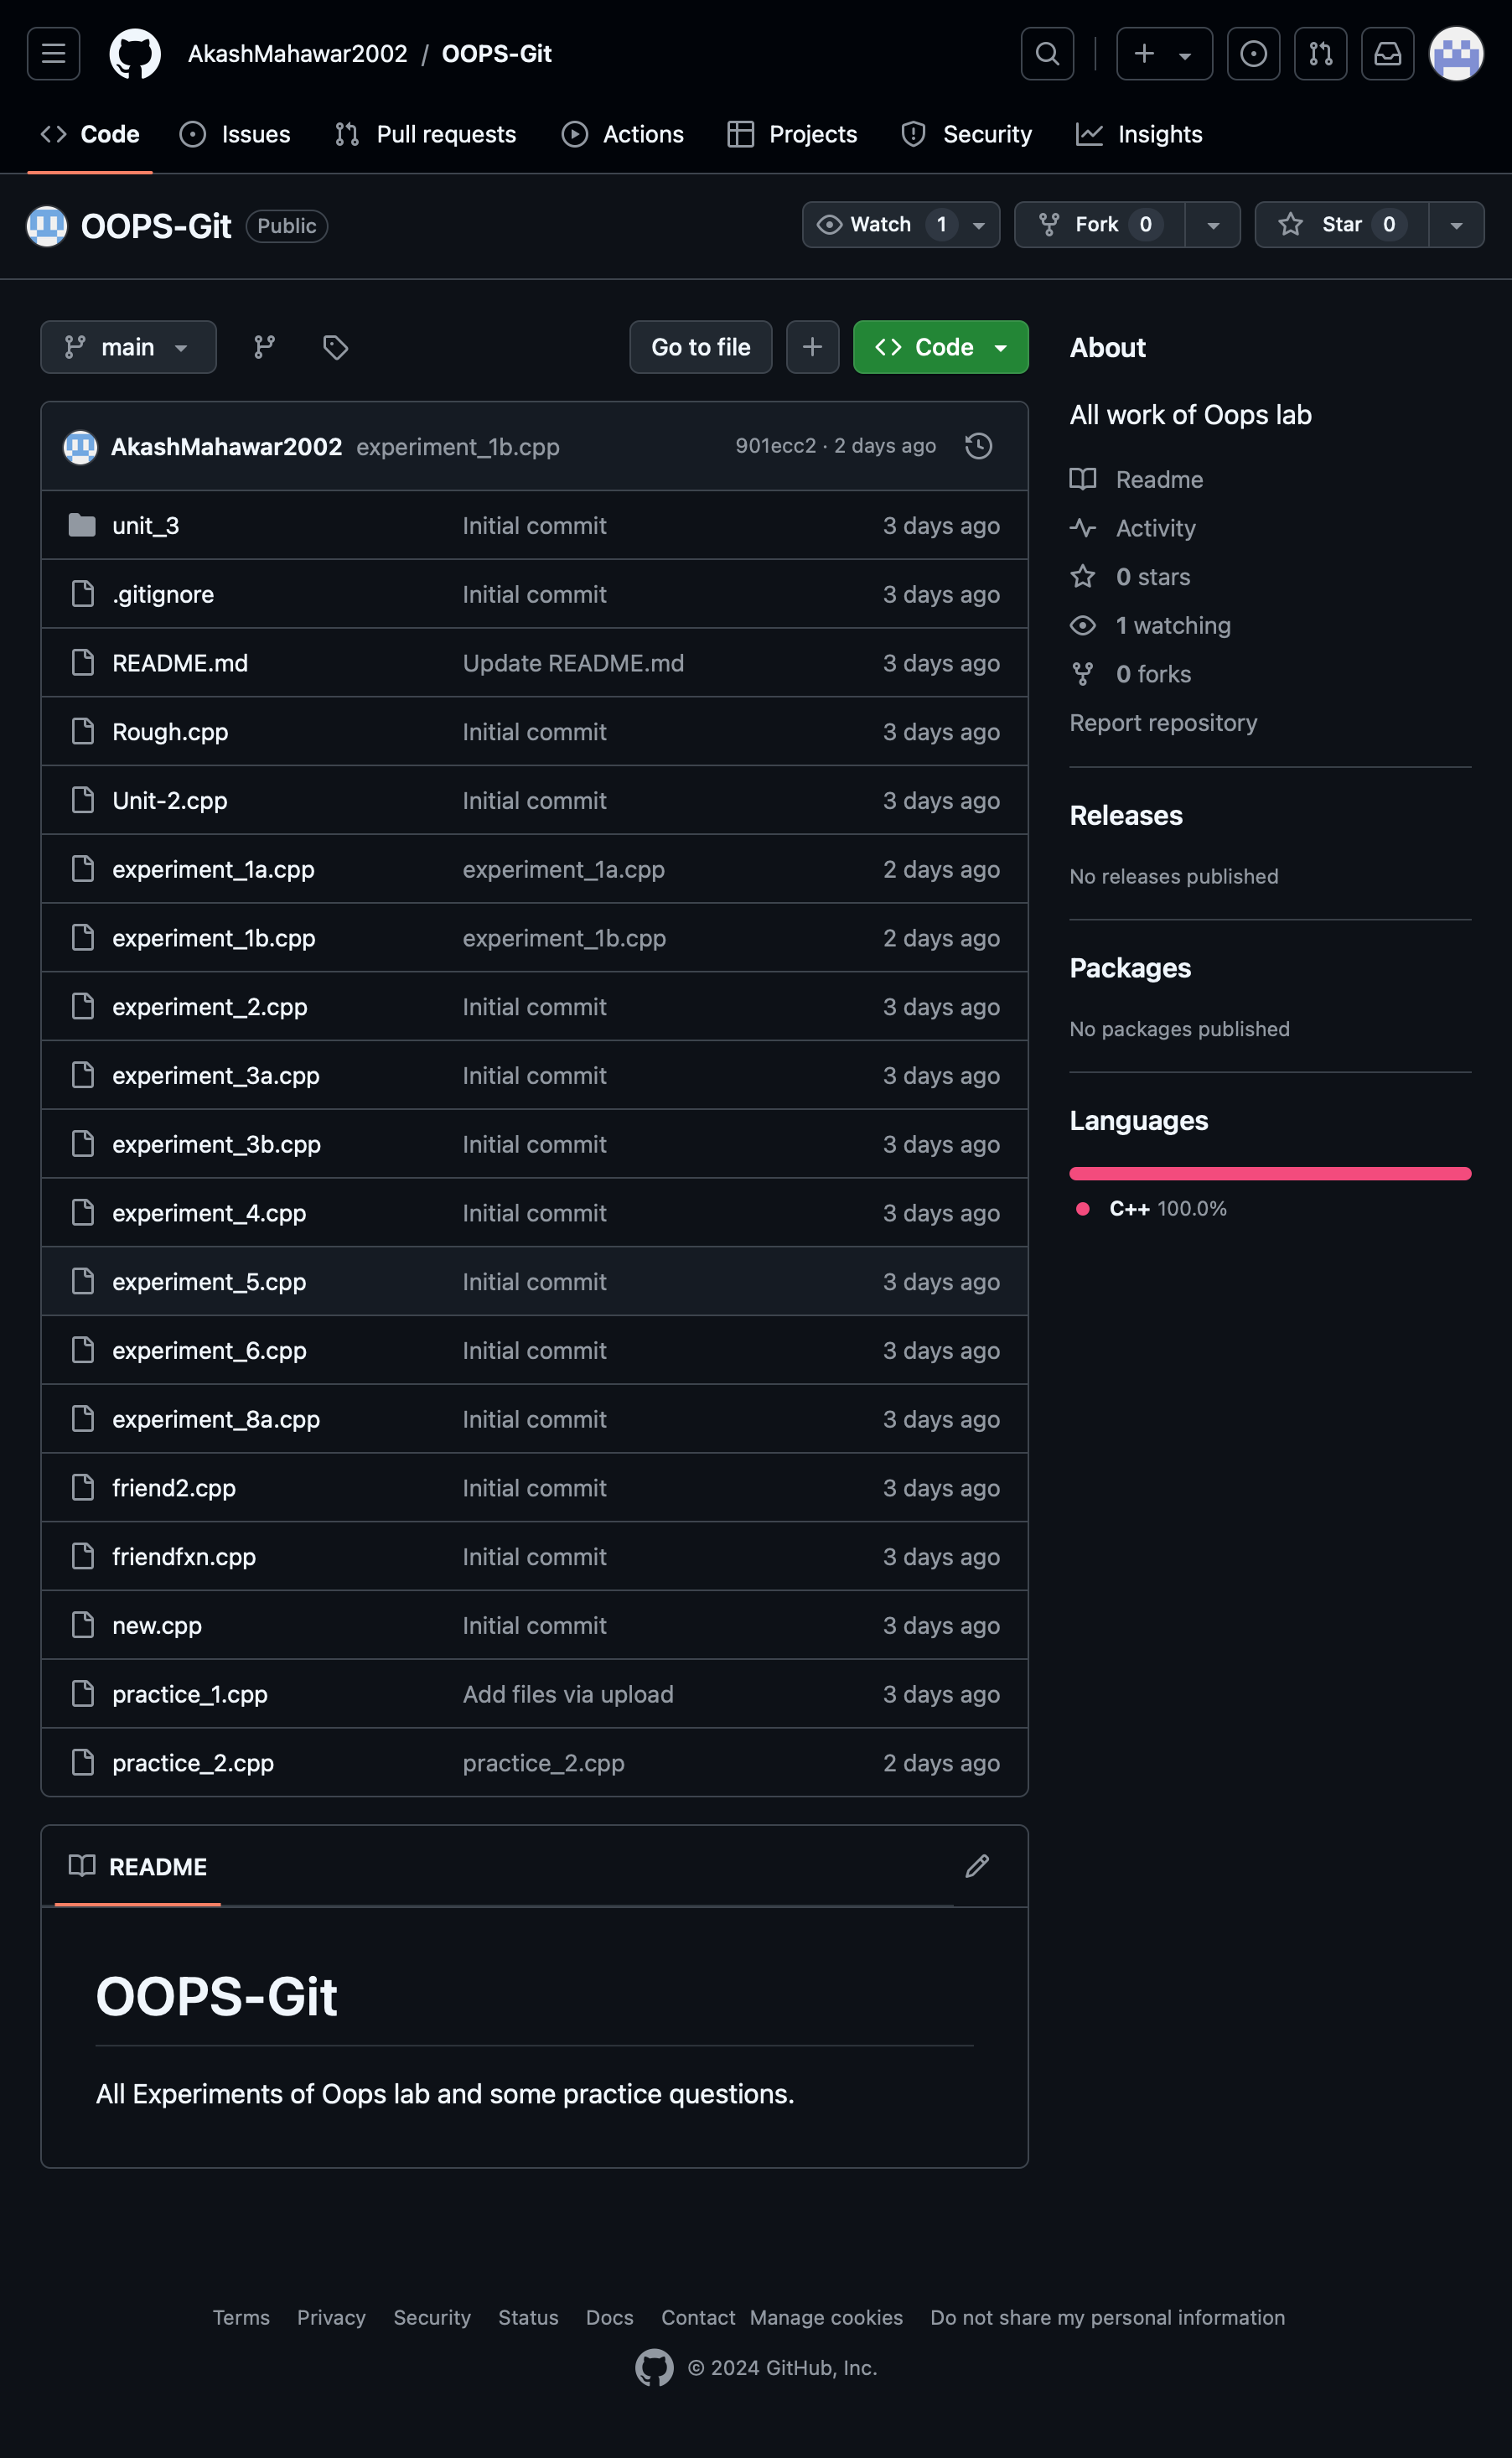 AkashMahawar2002 / OOPS-Git
Code Issues Pull requests Actions Projects Security Insights
OOPS-Git Public Watch 1 Fork 0 Star 0
main Go to file Code
AkashMahawar2002 experiment_1b.cpp 901ecc2 · 2 days ago
unit_3 Initial commit 3 days ago
.gitignore Initial commit 3 days ago
README.md Update README.md 3 days ago
Rough.cpp Initial commit 3 days ago
Unit-2.cpp Initial commit 3 days ago
experiment_1a.cpp experiment_1a.cpp 2 days ago
experiment_1b.cpp experiment_1b.cpp 2 days ago
experiment_2.cpp Initial commit 3 days ago
experiment_3a.cpp Initial commit 3 days ago
experiment_3b.cpp Initial commit 3 days ago
experiment_4.cpp Initial commit 3 days ago
experiment_5.cpp Initial commit 3 days ago
experiment_6.cpp Initial commit 3 days ago
experiment_8a.cpp Initial commit 3 days ago
friend2.cpp Initial commit 3 days ago
friendfxn.cpp Initial commit 3 days ago
new.cpp Initial commit 3 days ago
practice_1.cpp Add files via upload 3 days ago
practice_2.cpp practice_2.cpp 2 days ago
README
OOPS-Git
All Experiments of Oops lab and some practice questions.
About
All work of Oops lab
Readme
Activity
0 stars
1 watching
0 forks
Report repository
Releases
No releases published
Packages
No packages published
Languages
C++ 100.0%
Terms Privacy Security Status Docs Contact Manage cookies Do not share my personal information
© 2024 GitHub, Inc.